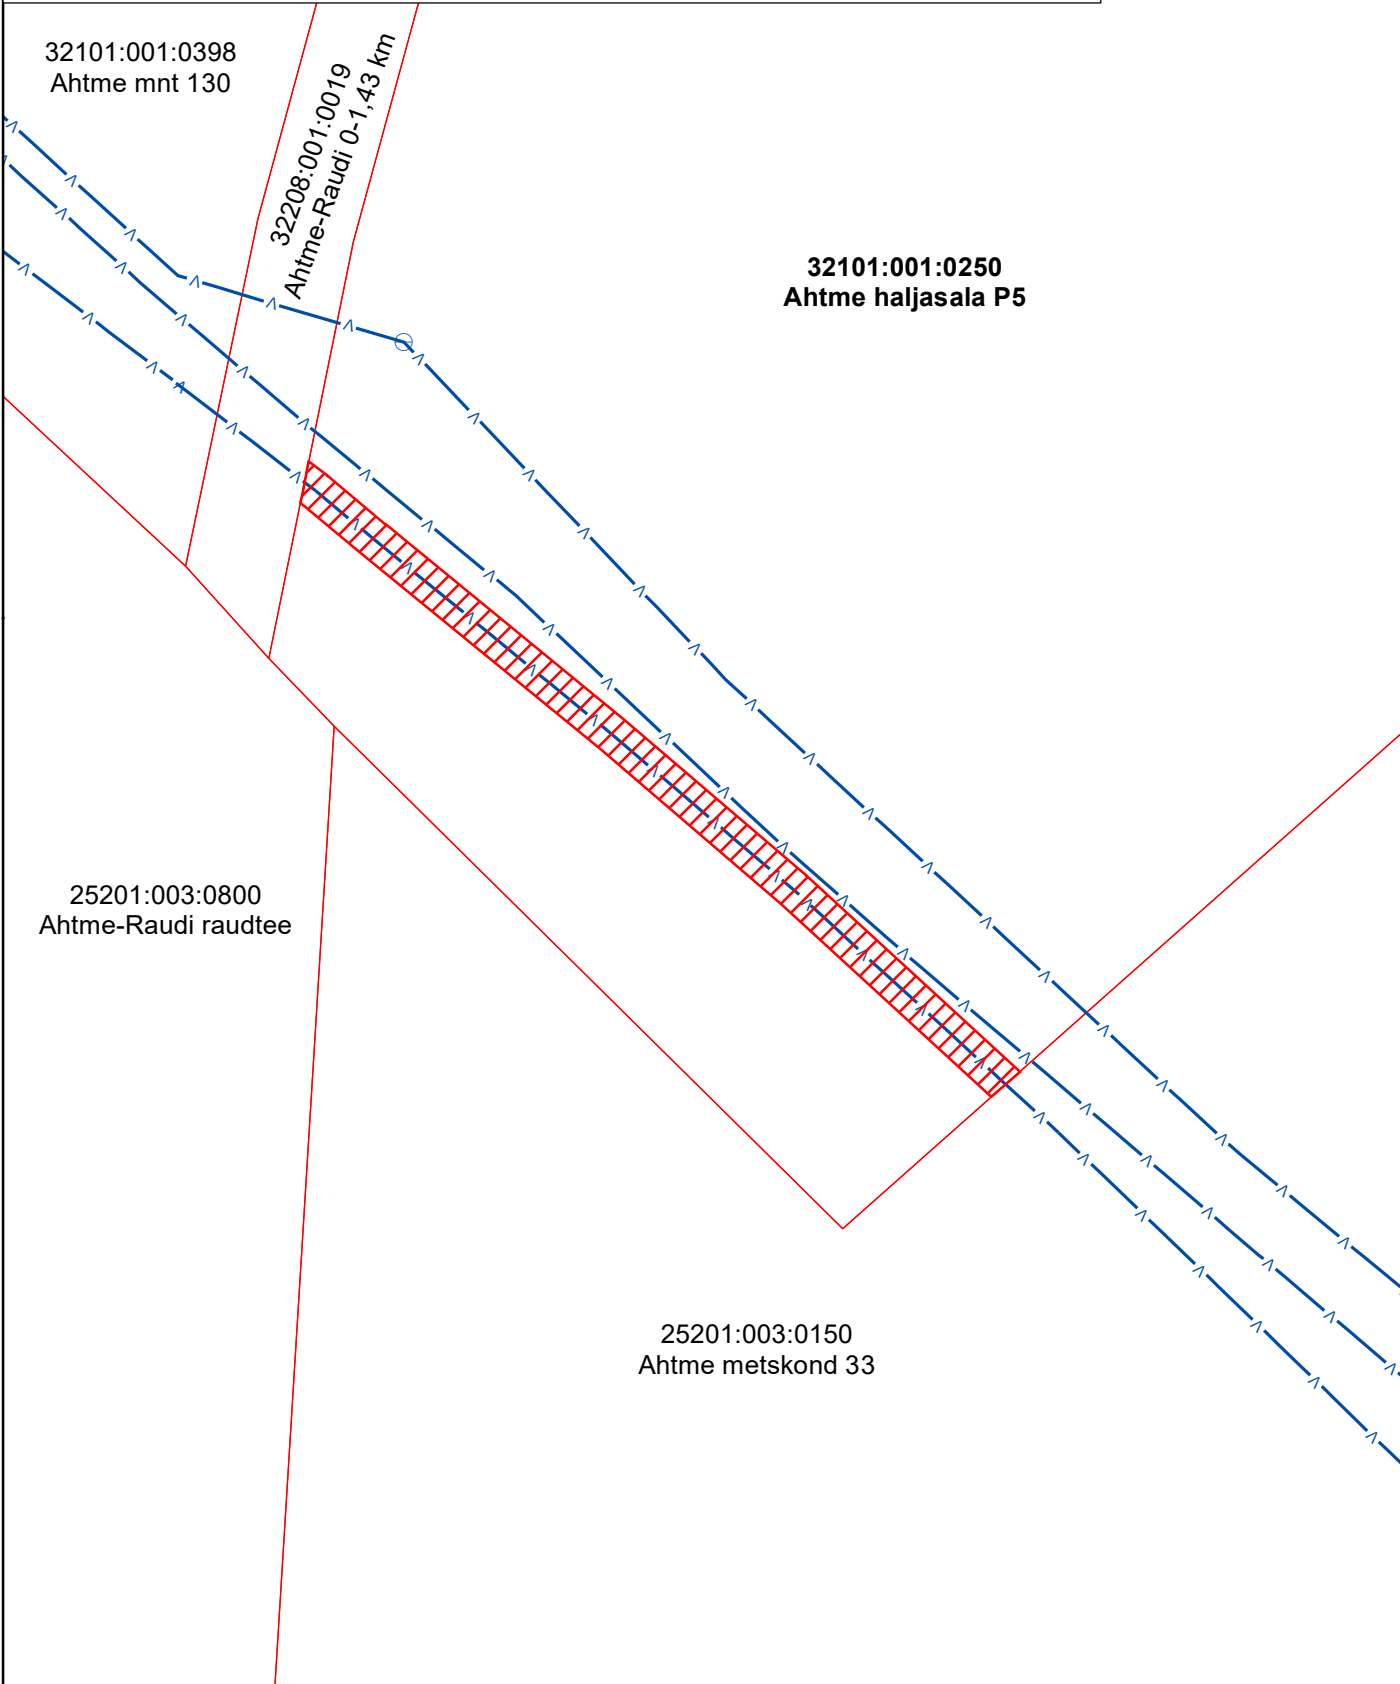 32101:001:0398
Ahtme mnt 130
32208:001:0019
Ahtme-Raudi 0-1,43 km
32101:001:0250
Ahtme haljasala P5
25201:003:0800
Ahtme-Raudi raudtee
25201:003:0150
Ahtme metskond 33